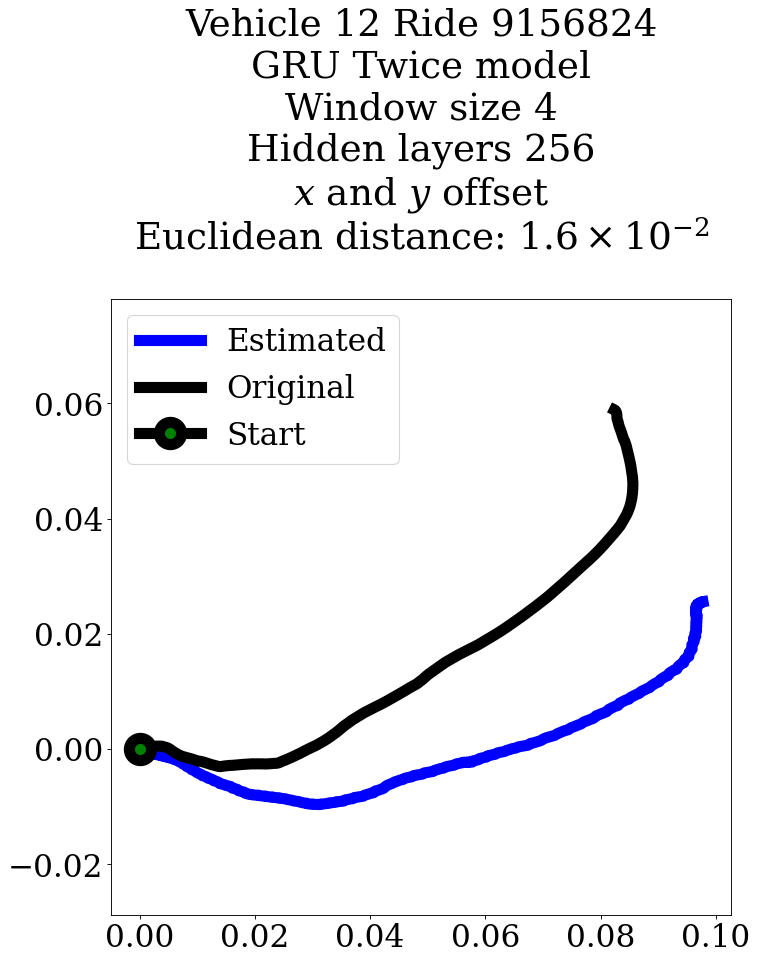 Vehicle 12 Ride 9156824
GRU Twice model
Window size 4
Hidden layers 256
x and y offset
Euclidean distance: 1.6 × 10⁻²
Estimated
Original
Start
0.06
0.04
0.02
0.00
−0.02
0.00 0.02 0.04 0.06 0.08 0.10